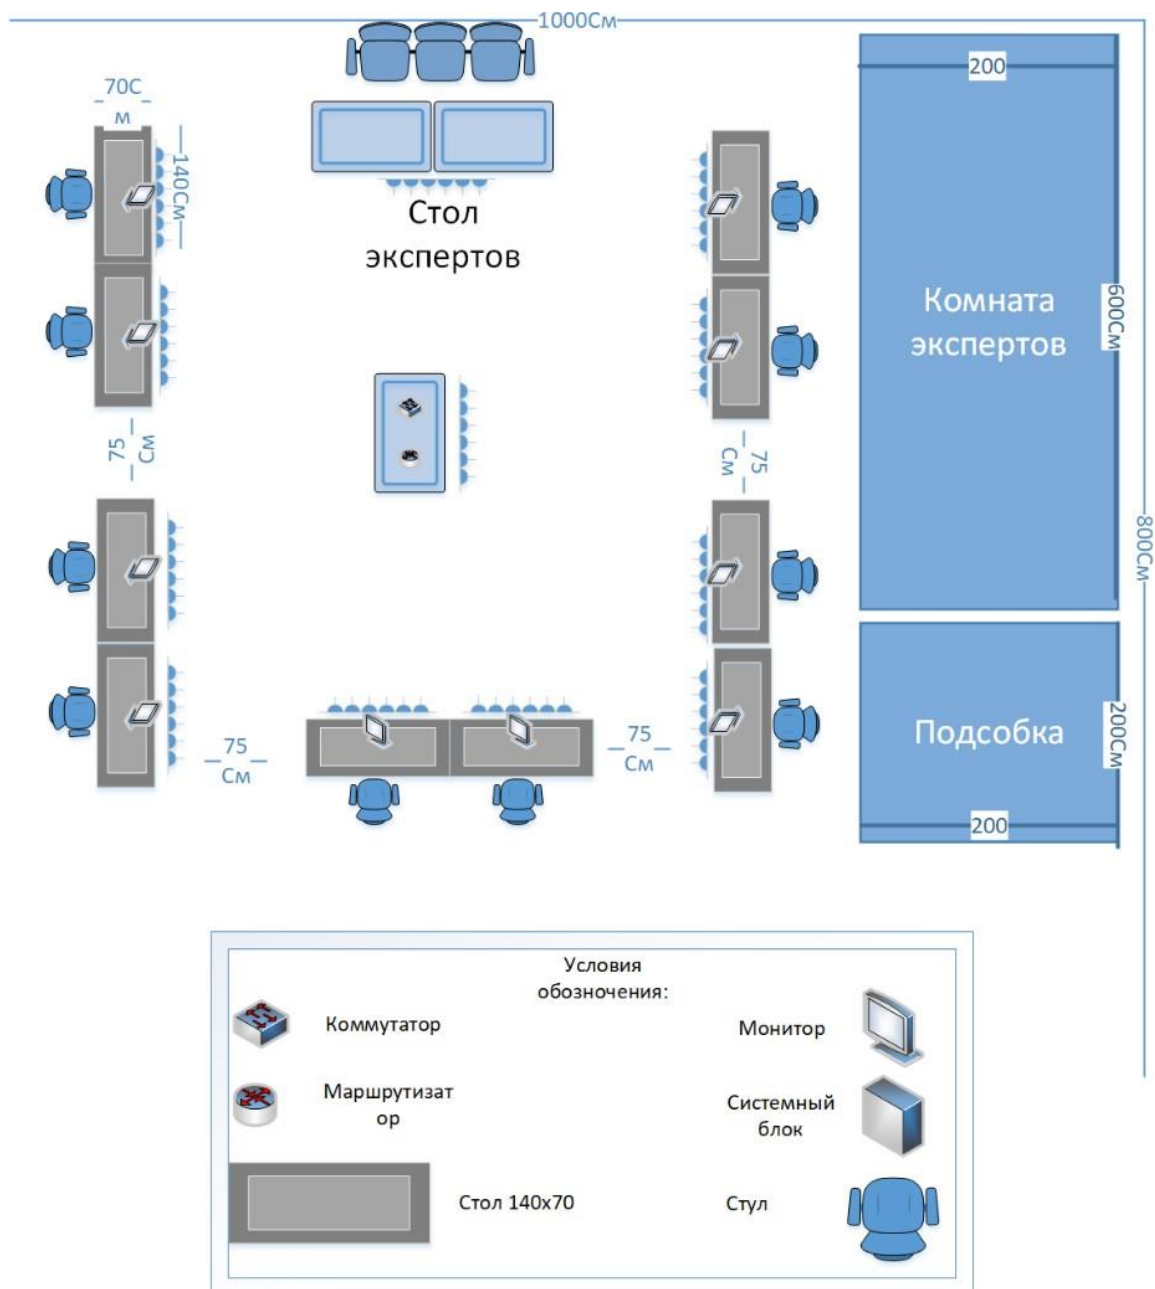 1000См
200
70С
м
140См
Стол
экспертов
Комната
экспертов
600См
75
См
75
См
800См
75
См
75
См
Подсобка
200См
200
Условия
обозначения:
Коммутатор
Монитор
Маршрутизат
ор
Системный
блок
Стол 140х70
Стул